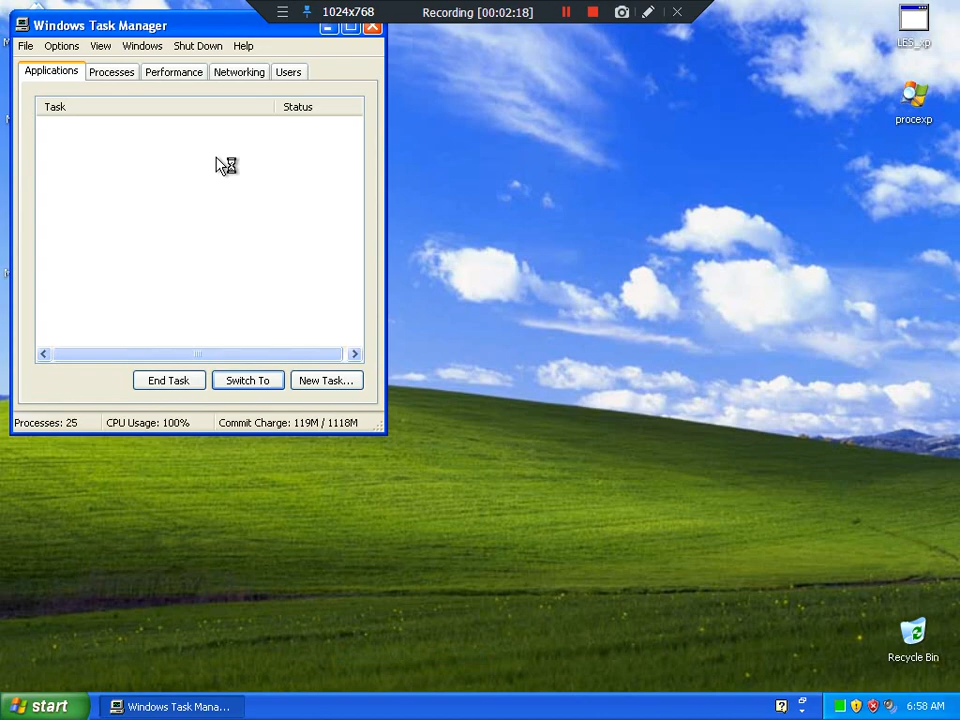 1024x768
Recording [00:02:18]
Windows Task Manager
File Options View Windows Shut Down Help
Applications Processes Performance Networking Users
Task Status
End Task Switch To New Task...
Processes: 25 CPU Usage: 100% Commit Charge: 119M / 1118M
LES_xp
procexp
Recycle Bin
start
Windows Task Mana...
6:58 AM